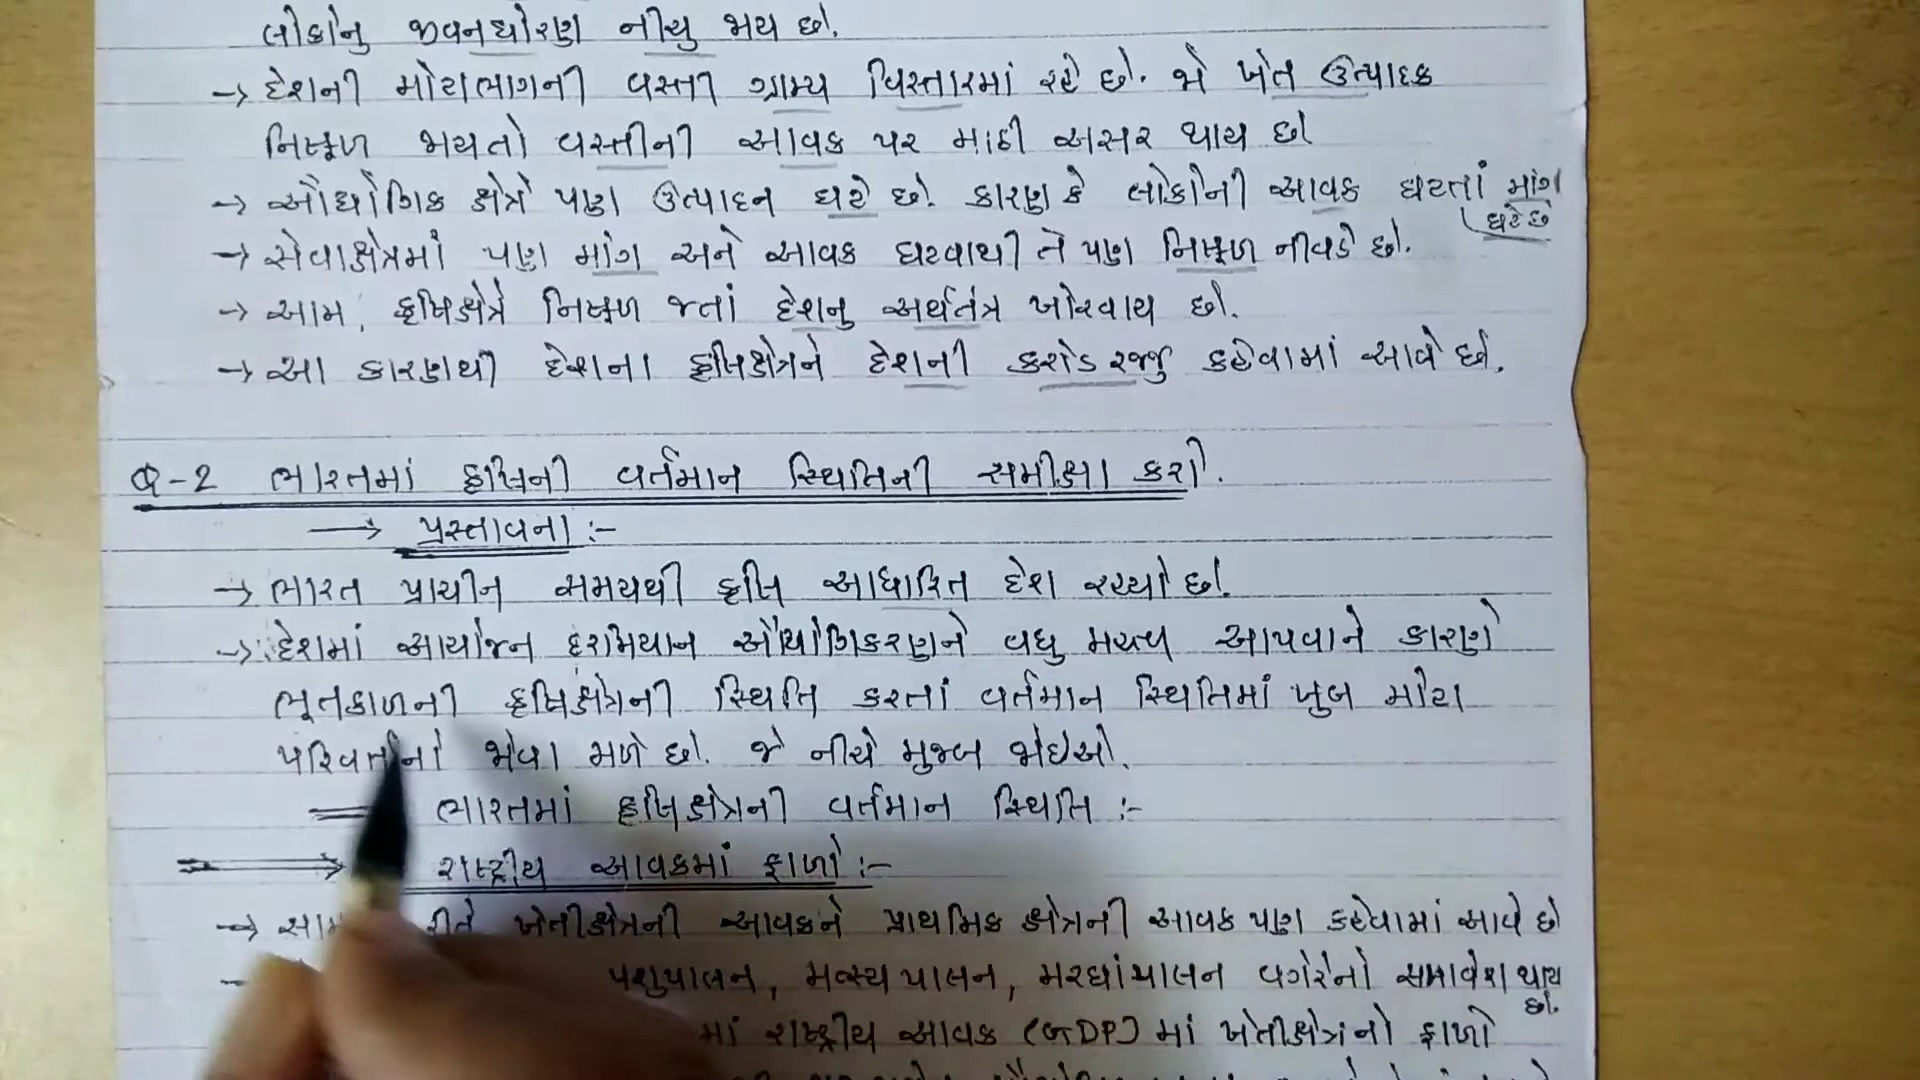 લોકોનુ જીવનધોરણ નીચુ જાય છે.
→ દેશની મોટાભાગની વસ્તી ગ્રામ્ય વિસ્તારમાં રહે છે. જો ખેત ઉત્પાદક
નિષ્ફળ જાયતો વસ્તીની આવક પર માઠી અસર થાય છે
→ ઔદ્યોગિક ક્ષેત્રે પણ ઉત્પાદન ઘટે છે. કારણ કે લોકોની આવક ઘટતાં માંગ
ઘટે છે
→ સેવાક્ષેત્રમાં પણ માંગ અને આવક ઘટવાથી તે પણ નિષ્ફળ નીવડે છે.
→ આમ, કૃષિક્ષેત્રે નિષ્ફળ જતાં દેશનુ અર્થતંત્ર ખોરવાય છે.
→ આ કારણથી દેશના કૃષિક્ષેત્રને દેશની કરોડરજ્જુ કહેવામાં આવે છે.
Q-2 ભારતમાં કૃષિની વર્તમાન સ્થિતિની સમીક્ષા કરો.
→ પ્રસ્તાવના :-
→ ભારત પ્રાચીન સમયથી કૃષિ આધારિત દેશ રહ્યો છે.
→ દેશમાં આયોજન દરમિયાન ઔદ્યોગિકરણને વધુ મહત્વ આપવાને કારણે
ભૂતકાળની કૃષિક્ષેત્રની સ્થિતિ કરતાં વર્તમાન સ્થિતિમાં ખુબ મોટા
પરિવર્તનો જોવા મળે છે. જે નીચે મુજબ જોઈએ.
ભારતમાં કૃષિક્ષેત્રની વર્તમાન સ્થિતિ :-
રાષ્ટ્રીય આવકમાં ફાળો :-
→ રીતે ખેતીક્ષેત્રની આવકને પ્રાથમિક ક્ષેત્રની આવક પણ કહેવામાં આવે છે
પશુપાલન, મત્સ્ય પાલન, મરઘાંપાલન વગેરેનો સમાવેશ થાય
છે.
માં રાષ્ટ્રીય આવક (GDP) માં ખેતીક્ષેત્રનો ફાળો